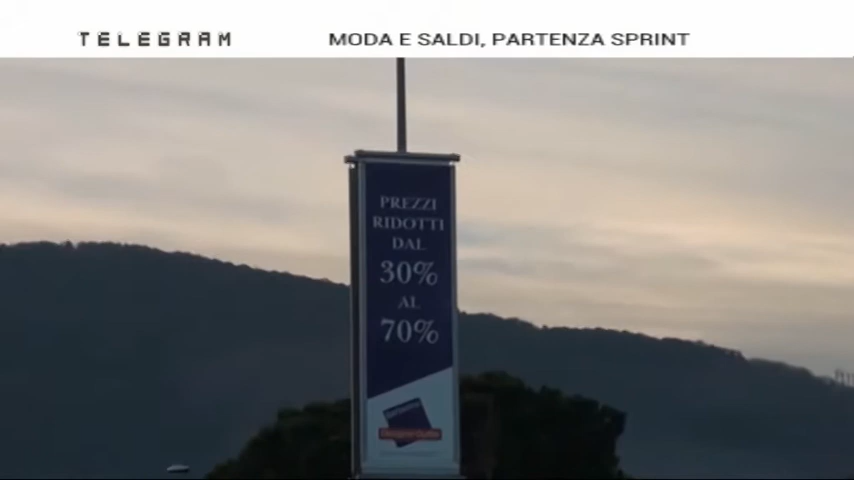 TELEGRAM
MODA E SALDI, PARTENZA SPRINT
PREZZI
RIDOTTI
DAL
30%
AL
70%